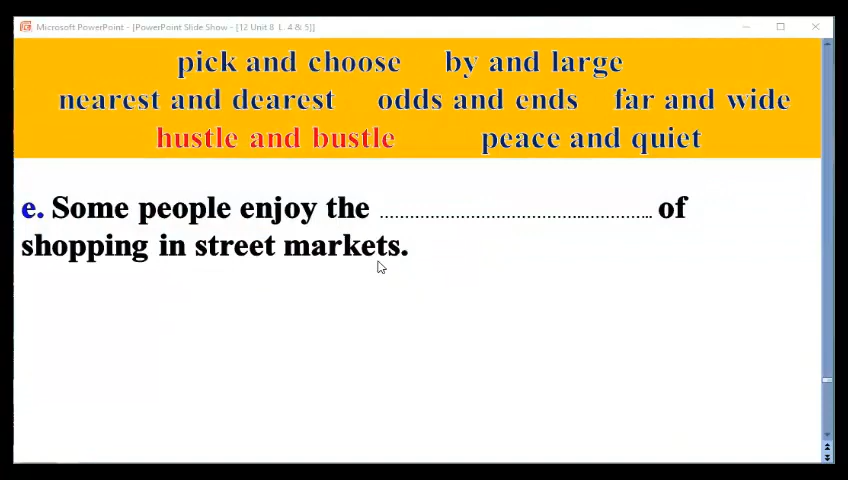 Microsoft PowerPoint - [PowerPoint Slide Show - [12 Unit 8 L 4 & 5]]
pick and choose by and large
nearest and dearest odds and ends far and wide
hustle and bustle peace and quiet
e. Some people enjoy the ................................................ of
shopping in street markets.